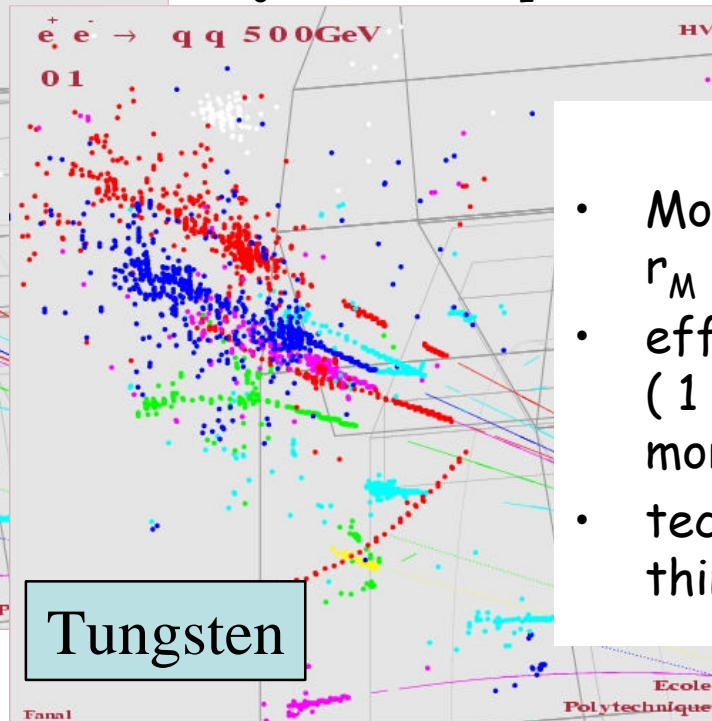 e+ e- → q q 500GeV
HV
01
• Mo
rM
• eff
( 1
mor
• tec
thi
Tungsten
Fanal
Ecole
Polytechnique